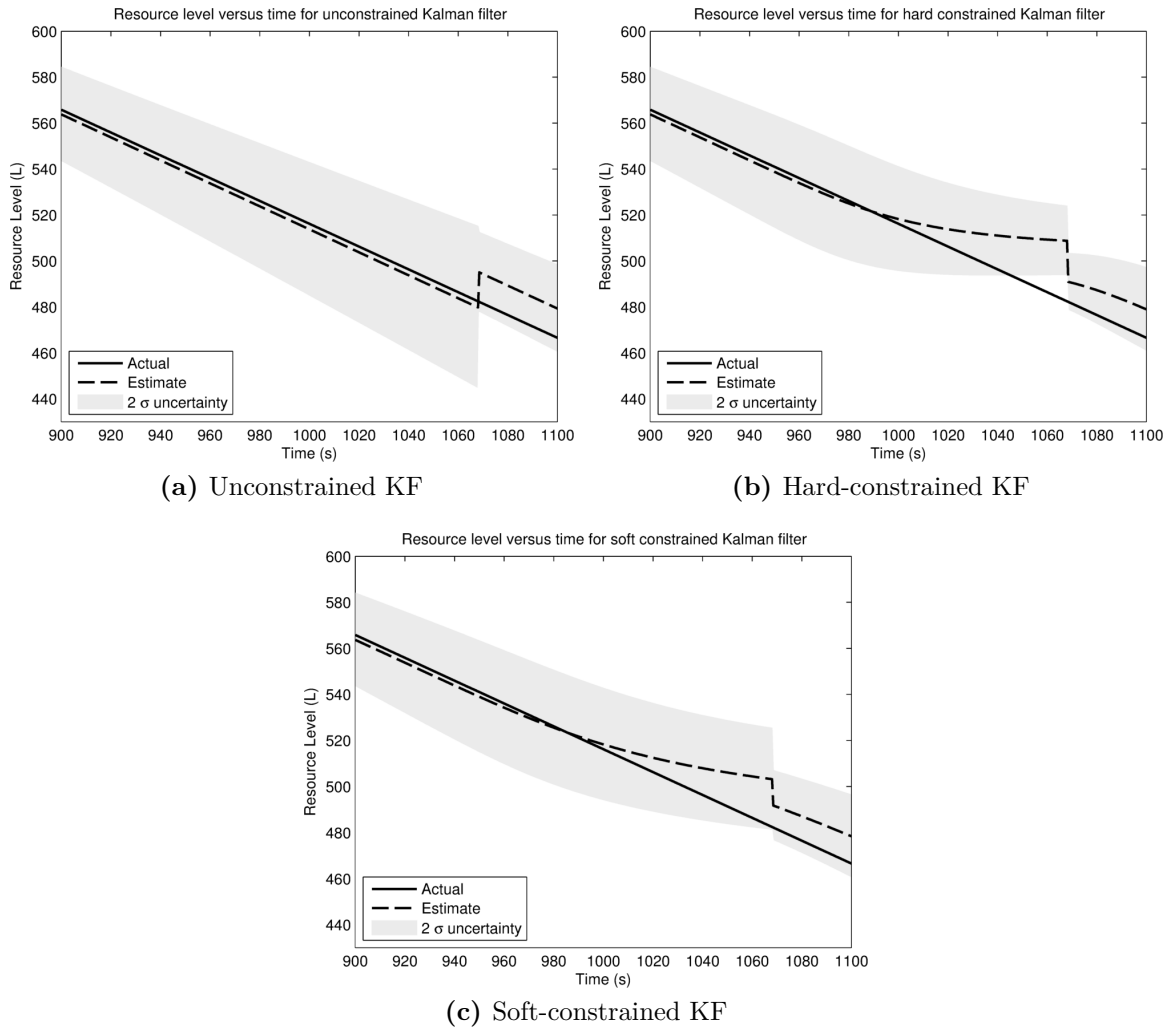 Resource level versus time for unconstrained Kalman filter
Resource Level (L)
600
580
560
540
520
500
480
460
440
Actual
Estimate
2 σ uncertainty
900 920 940 960 980 1000 1020 1040 1060 1080 1100
Time (s)
(a) Unconstrained KF
Resource level versus time for hard constrained Kalman filter
Resource Level (L)
600
580
560
540
520
500
480
460
440
Actual
Estimate
2 σ uncertainty
900 920 940 960 980 1000 1020 1040 1060 1080 1100
Time (s)
(b) Hard-constrained KF
Resource level versus time for soft constrained Kalman filter
Resource Level (L)
600
580
560
540
520
500
480
460
440
Actual
Estimate
2 σ uncertainty
900 920 940 960 980 1000 1020 1040 1060 1080 1100
Time (s)
(c) Soft-constrained KF